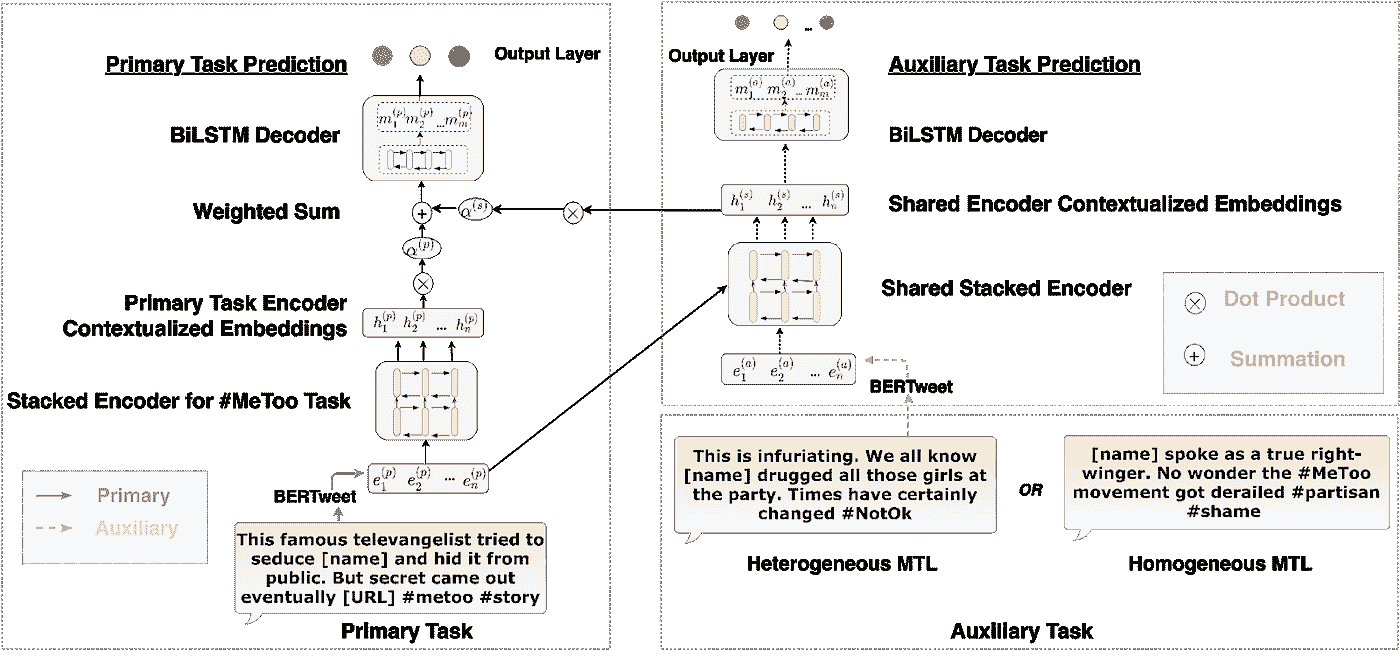 Output Layer
Primary Task Prediction
m_1^{(p)} m_2^{(p)} ... m_m^{(p)}
BiLSTM Decoder
Weighted Sum
+
α^{(s)}
×
α^{(p)}
×
Primary Task Encoder
Contextualized Embeddings
h_1^{(p)} h_2^{(p)} ... h_n^{(p)}
Stacked Encoder for #MeToo Task
e_1^{(p)} e_2^{(p)} ... e_n^{(p)}
BERTweet
Primary
Auxiliary
This famous televangelist tried to
seduce [name] and hid it from
public. But secret came out
eventually [URL] #metoo #story
Primary Task
...
Output Layer
Auxiliary Task Prediction
m_1^{(a)} m_2^{(a)} ... m_m^{(a)}
BiLSTM Decoder
h_1^{(s)} h_2^{(s)} ... h_n^{(s)}
Shared Encoder Contextualized Embeddings
Shared Stacked Encoder
e_1^{(a)} e_2^{(a)} ... e_n^{(a)}
BERTweet
× Dot Product
+ Summation
This is infuriating. We all know
[name] drugged all those girls at
the party. Times have certainly
changed #NotOk
Heterogeneous MTL
OR
[name] spoke as a true right-
winger. No wonder the #MeToo
movement got derailed #partisan
#shame
Homogeneous MTL
Auxiliary Task